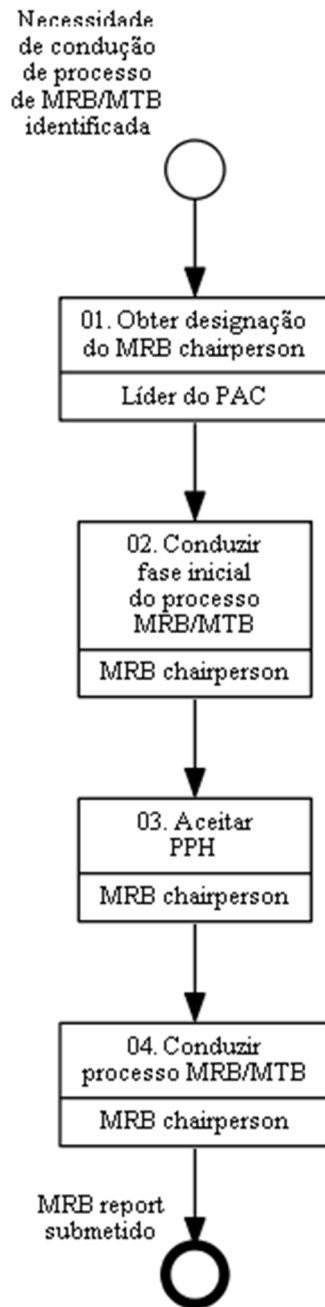 Necessidade
de condução
de processo
de MRB/MTB
identificada
01. Obter designação
do MRB chairperson
Líder do PAC
02. Conduzir
fase inicial
do processo
MRB/MTB
MRB chairperson
03. Aceitar
PPH
MRB chairperson
04. Conduzir
processo MRB/MTB
MRB chairperson
MRB report
submetido